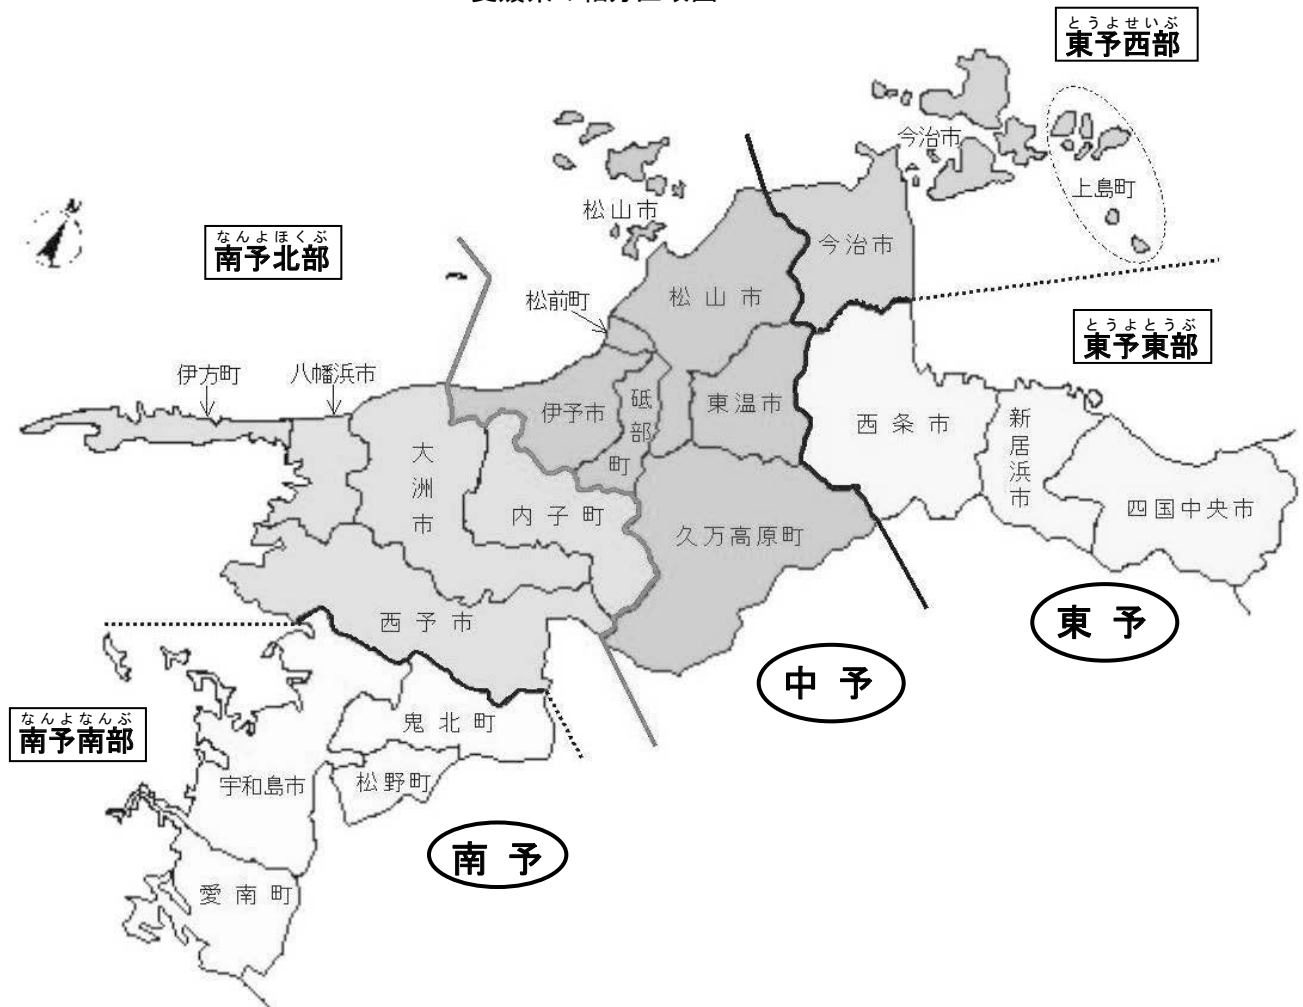 とうよせいぶ
東予西部
今治市
上島町
松山市
なんよほくぶ
南予北部
今治市
松山市
松前町
とうよとうぶ
東予東部
伊方町
八幡浜市
伊予市
砥部町
東温市
西条市
新居浜市
大洲市
内子町
久万高原町
四国中央市
西予市
東予
中予
なんよなんぶ
南予南部
鬼北町
宇和島市
松野町
南予
愛南町
N